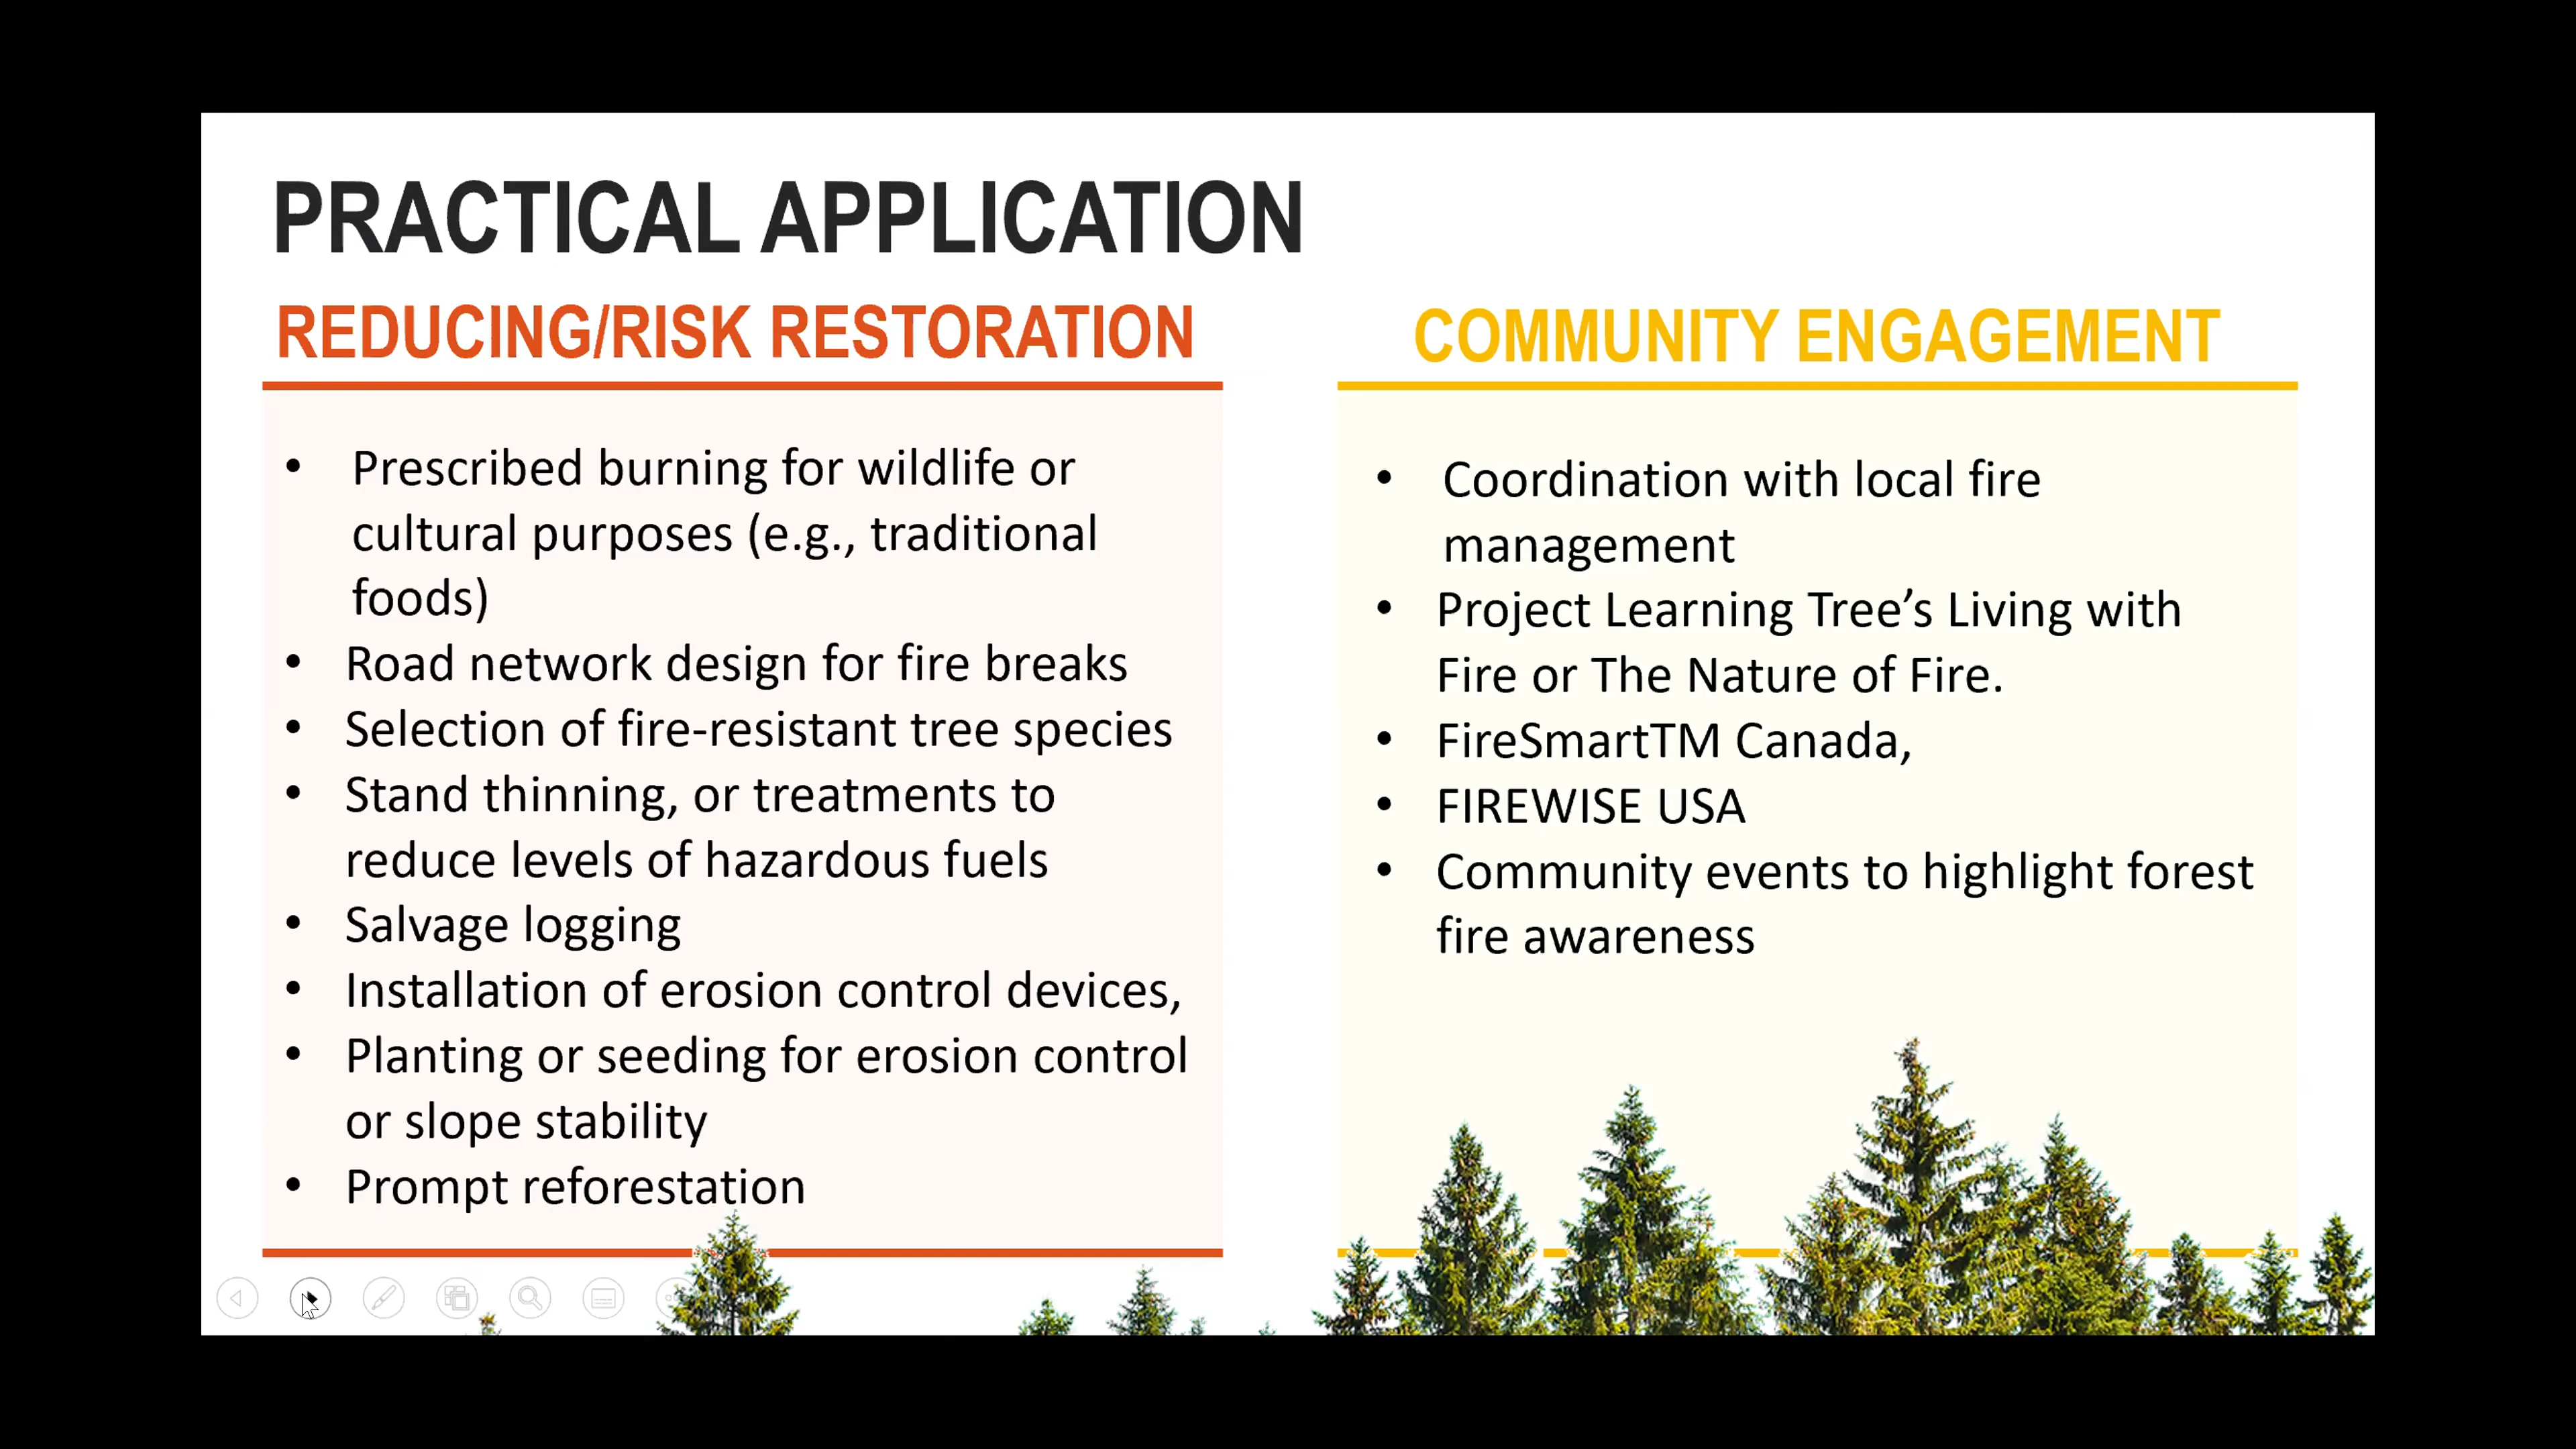 PRACTICAL APPLICATION
REDUCING/RISK RESTORATION
• Prescribed burning for wildlife or
cultural purposes (e.g., traditional
foods)
• Road network design for fire breaks
• Selection of fire-resistant tree species
• Stand thinning, or treatments to
reduce levels of hazardous fuels
• Salvage logging
• Installation of erosion control devices,
• Planting or seeding for erosion control
or slope stability
• Prompt reforestation
COMMUNITY ENGAGEMENT
• Coordination with local fire
management
• Project Learning Tree’s Living with
Fire or The Nature of Fire.
• FireSmartTM Canada,
• FIREWISE USA
• Community events to highlight forest
fire awareness